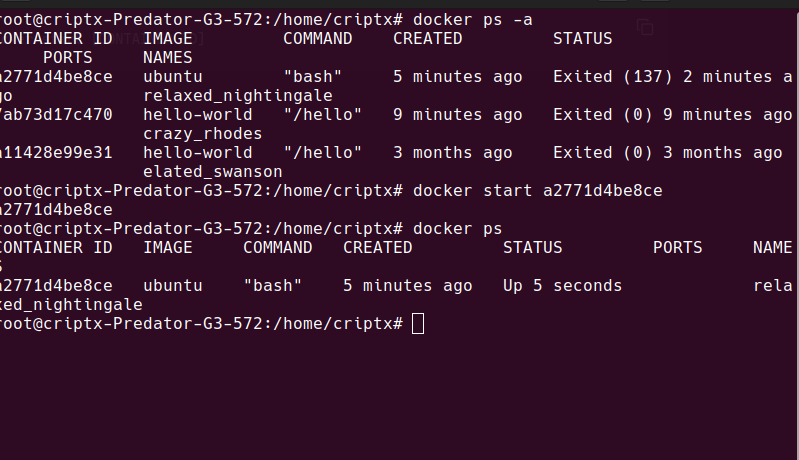 root@criptx-Predator-G3-572:/home/criptx# docker ps -a
CONTAINER ID   IMAGE         COMMAND    CREATED         STATUS
     PORTS     NAMES
a2771d4be8ce   ubuntu        "bash"     5 minutes ago   Exited (137) 2 minutes a
go             relaxed_nightingale
7ab73d17c470   hello-world   "/hello"   9 minutes ago   Exited (0) 9 minutes ago
               crazy_rhodes
a11428e99e31   hello-world   "/hello"   3 months ago    Exited (0) 3 months ago
               elated_swanson
root@criptx-Predator-G3-572:/home/criptx# docker start a2771d4be8ce
a2771d4be8ce
root@criptx-Predator-G3-572:/home/criptx# docker ps
CONTAINER ID   IMAGE     COMMAND   CREATED         STATUS         PORTS     NAME
S
a2771d4be8ce   ubuntu    "bash"    5 minutes ago   Up 5 seconds             rela
xed_nightingale
root@criptx-Predator-G3-572:/home/criptx#